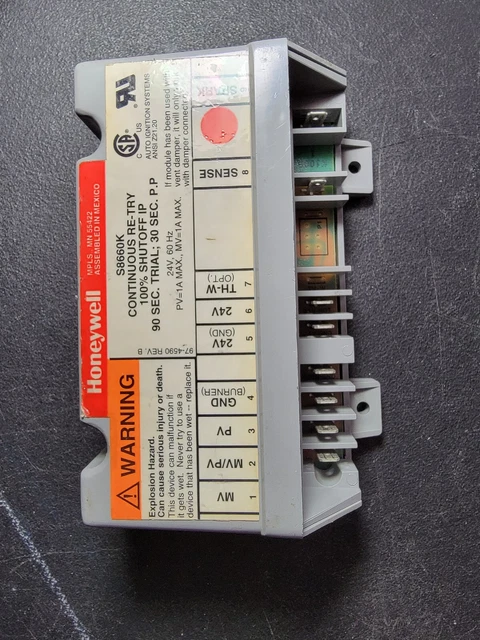 Honeywell
MPLS. MN 55422
ASSEMBLED IN MEXICO
S8660K
CONTINUOUS RE-TRY
100% SHUTOFF IP
90 SEC. TRIAL; 30 SEC. P.P
24V, 60 Hz
PV=1A MAX., MV=1A MAX.
97-4590 REV. B
C US
AUTO IGNITION SYSTEMS
ANSI Z21.20
If module has been used with
vent damper, it will only
with damper connected
WARNING
Explosion Hazard.
Can cause serious injury or death.
This device can malfunction if
it gets wet. Never try to use a
device that has been wet -- replace it.
MV
1
MV/PV
2
PV
3
GND
(BURNER)
4
24V
(GND)
5
24V
6
TH-W
(OPT.)
7
SENSE
8
SPARK